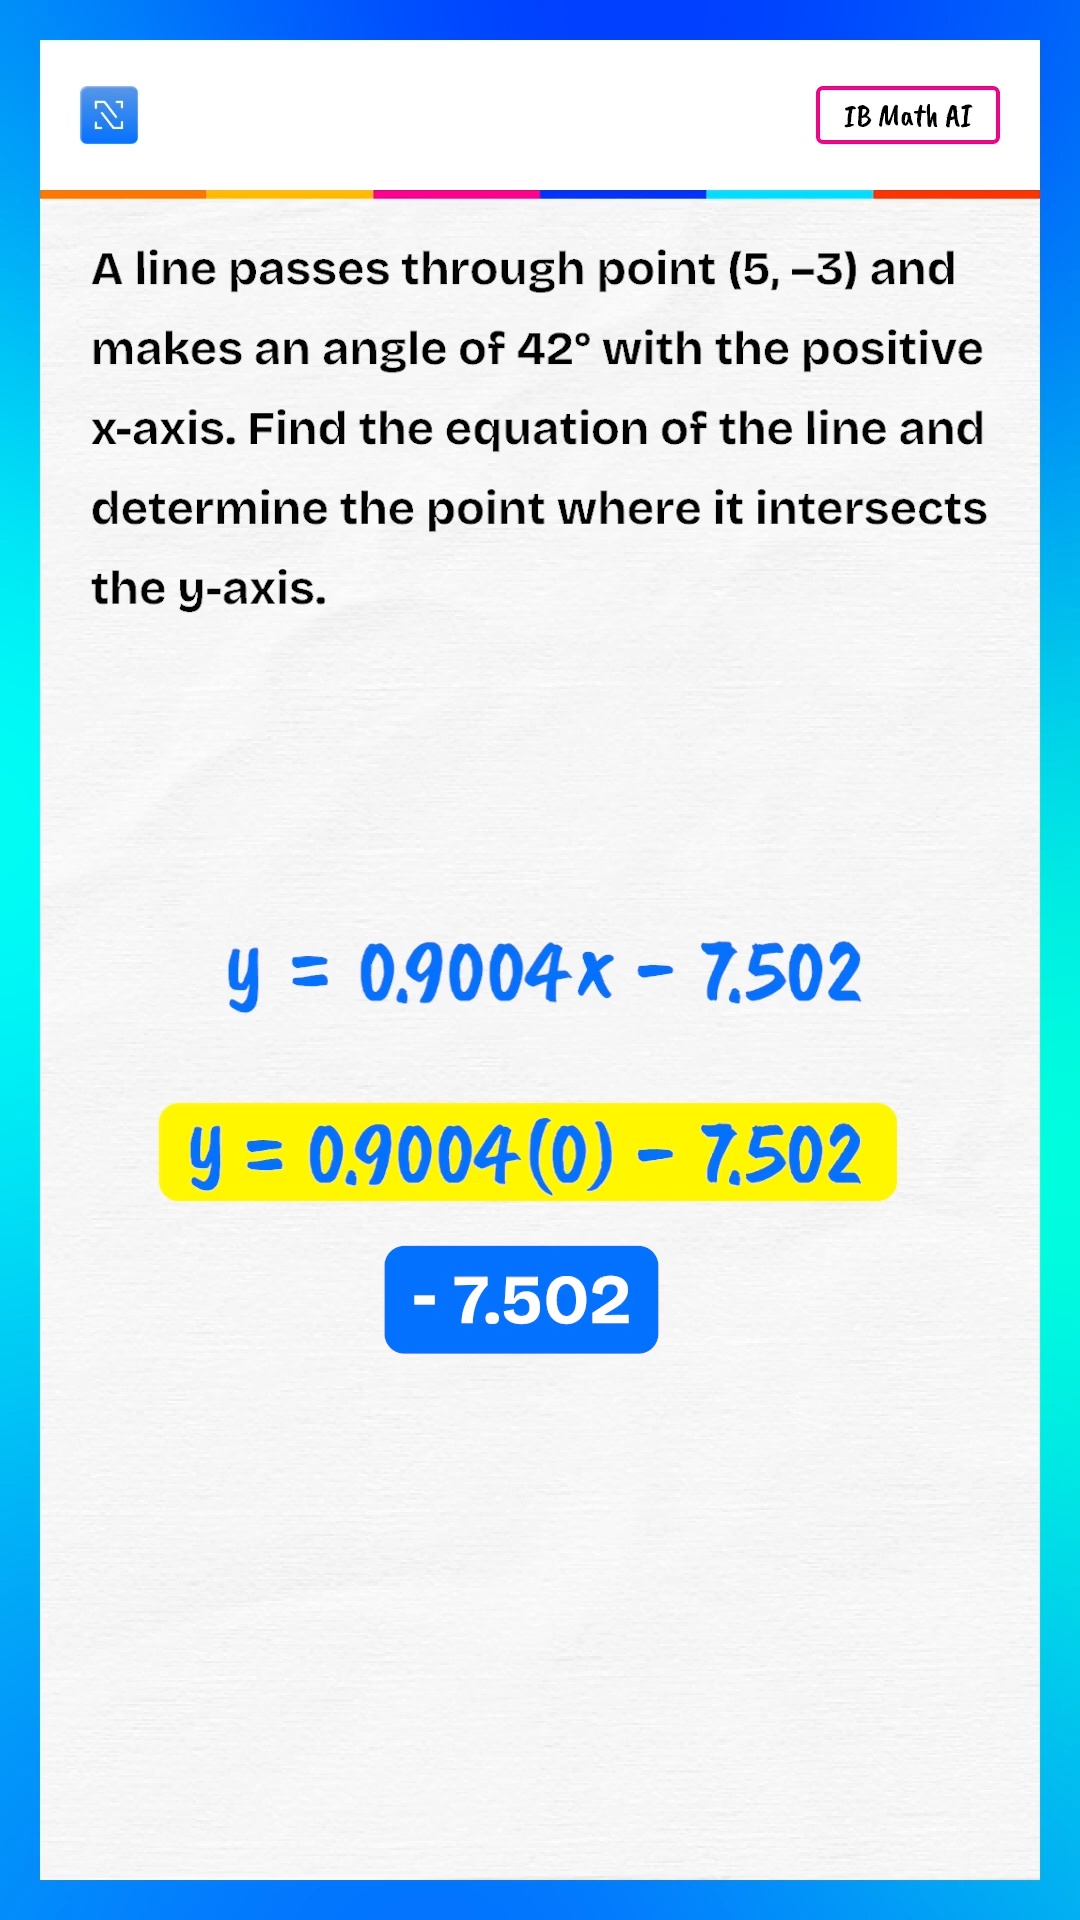 IB Math AI
A line passes through point (5, –3) and
makes an angle of 42° with the positive
x-axis. Find the equation of the line and
determine the point where it intersects
the y-axis.
y = 0.9004x - 7.502
y = 0.9004(0) - 7.502
- 7.502